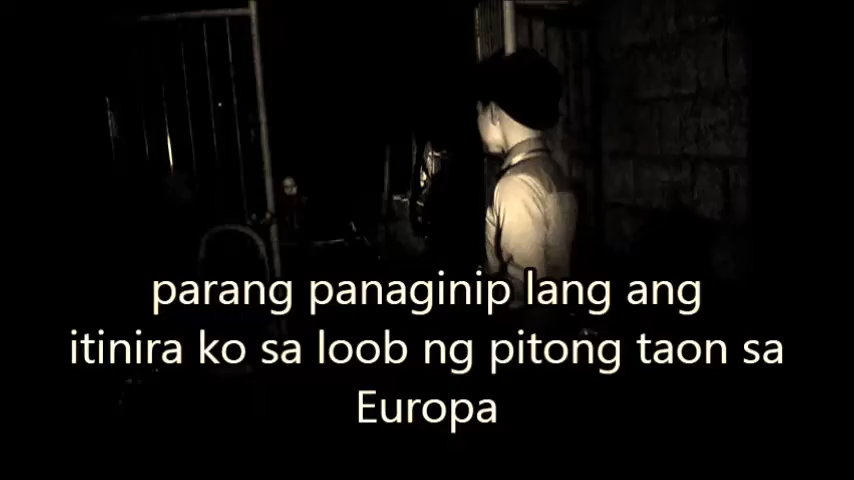 parang panaginip lang ang
itinira ko sa loob ng pitong taon sa
Europa